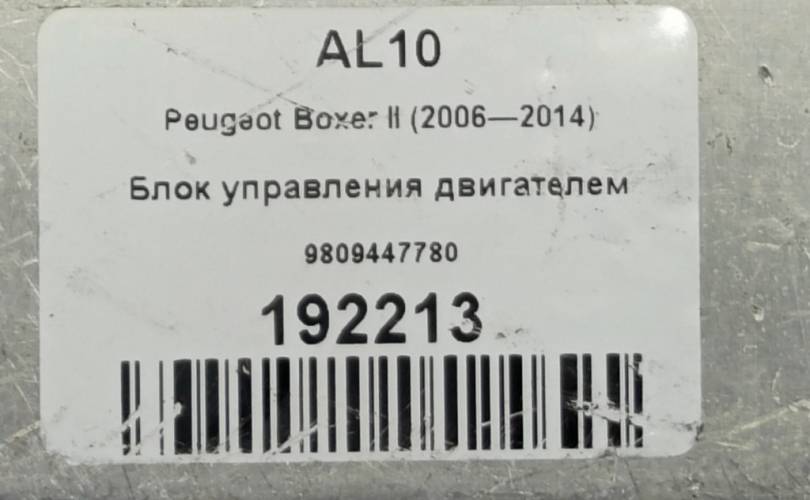 AL10
Peugeot Boxer II (2006—2014)
Блок управления двигателем
9809447780
192213